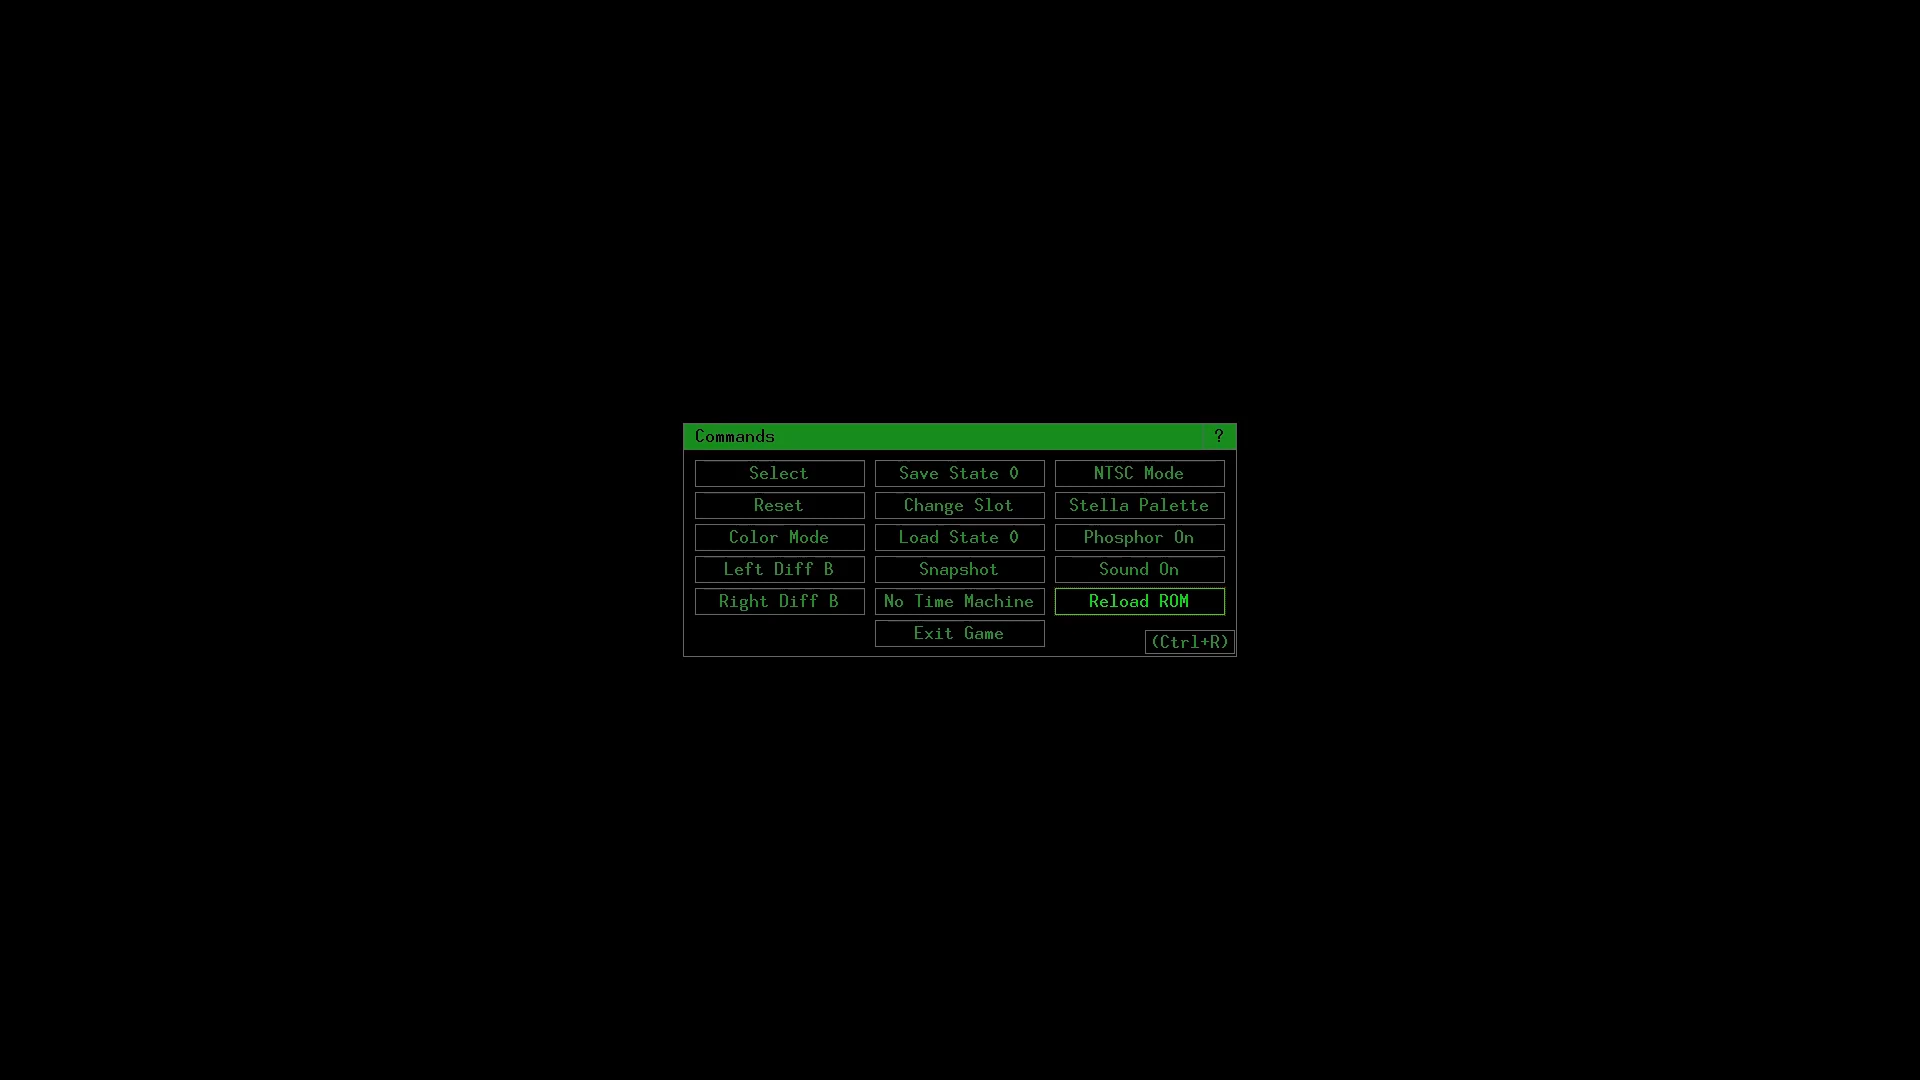 Commands ?
Select Save State 0 NTSC Mode
Reset Change Slot Stella Palette
Color Mode Load State 0 Phosphor On
Left Diff B Snapshot Sound On
Right Diff B No Time Machine Reload ROM
Exit Game
(Ctrl+R)